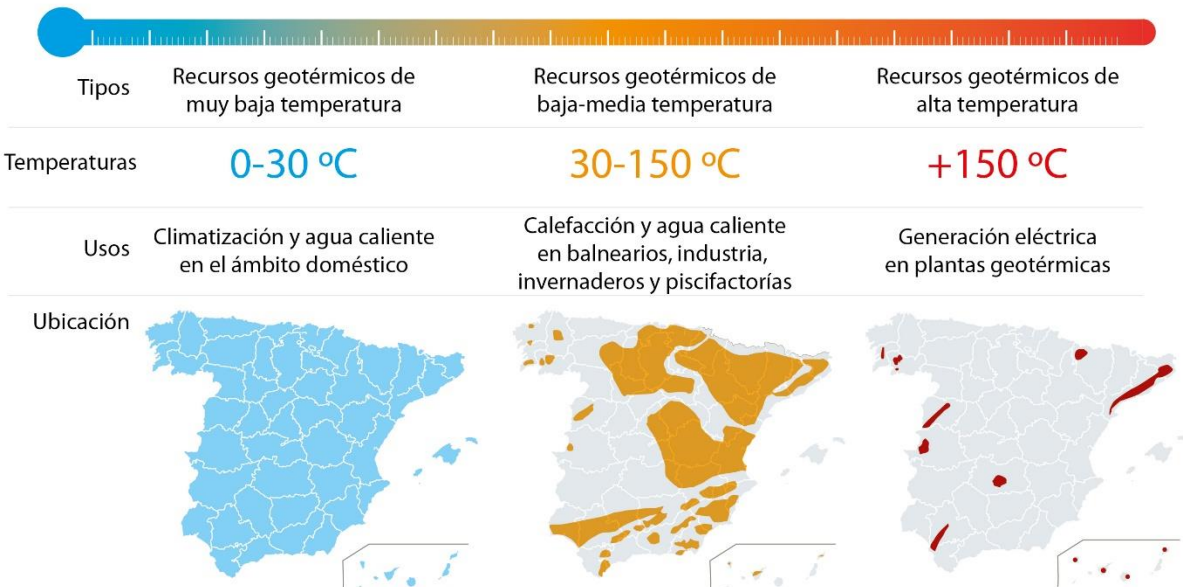 Tipos
Recursos geotérmicos de
muy baja temperatura
Recursos geotérmicos de
baja-media temperatura
Recursos geotérmicos de
alta temperatura
Temperaturas
0-30 ºC
30-150 ºC
+150 ºC
Usos
Climatización y agua caliente
en el ámbito doméstico
Calefacción y agua caliente
en balnearios, industria,
invernaderos y piscifactorías
Generación eléctrica
en plantas geotérmicas
Ubicación